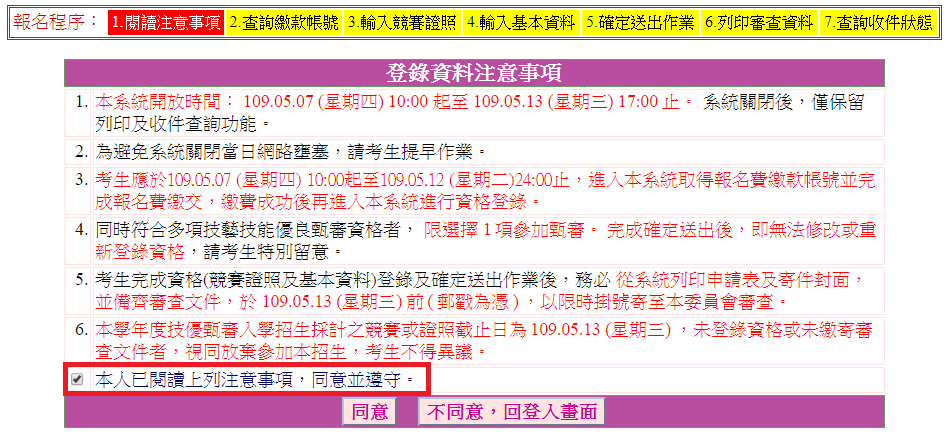 報名程序： 1.閱讀注意事項 2.查詢繳款帳號 3.輸入競賽證照 4.輸入基本資料 5.確定送出作業 6.列印審查資料 7.查詢收件狀態
登錄資料注意事項
1. 本系統開放時間： 109.05.07 (星期四) 10:00 起至 109.05.13 (星期三) 17:00 止。 系統關閉後，僅保留
列印及收件查詢功能。
2. 為避免系統關閉當日網路壅塞，請考生提早作業。
3. 考生應於109.05.07 (星期四) 10:00起至109.05.12 (星期二)24:00止，進入本系統取得報名費繳款帳號並完
成報名費繳交，繳費成功後再進入本系統進行資格登錄。
4. 同時符合多項技藝技能優良甄審資格者， 限選擇 1 項參加甄審。 完成確定送出後，即無法修改或重
新登錄資格，請考生特別留意。
5. 考生完成資格(競賽證照及基本資料)登錄及確定送出作業後，務必 從系統列印申請表及寄件封面，
並備齊審查文件，於 109.05.13 (星期三) 前 ( 郵戳為憑 ) ，以限時掛號寄至本委員會審查。
6. 本學年度技優甄審入學招生採計之競賽或證照截止日為 109.05.13 (星期三) ，未登錄資格或未繳寄審
查文件者，視同放棄參加本招生，考生不得異議。
本人已閱讀上列注意事項，同意並遵守。
同意 不同意，回登入畫面